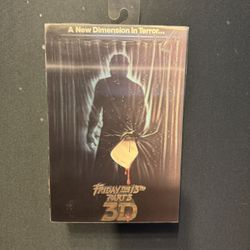 A New Dimension In Terror...
FRIDAY THE 13TH
PART 3
3D